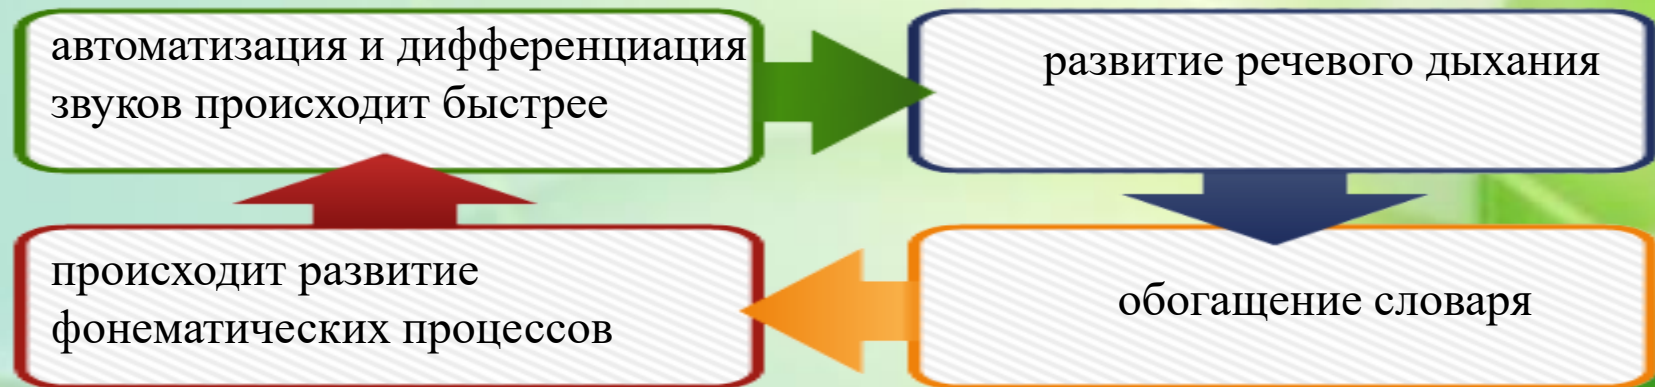 автоматизация и дифференциация
звуков происходит быстрее
развитие речевого дыхания
происходит развитие
фонематических процессов
обогащение словаря